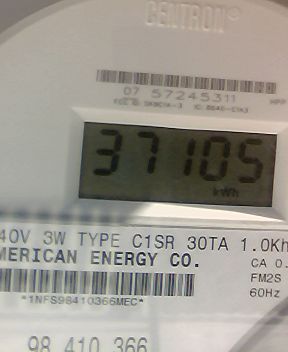 CENTRON®
07 57245311
37105
kWh
40V 3W TYPE C1SR 30TA 1.0Kh
MERICAN ENERGY CO.
CA 0.
FM2S
60Hz
*1NFS98410366MEC*
98 410 366